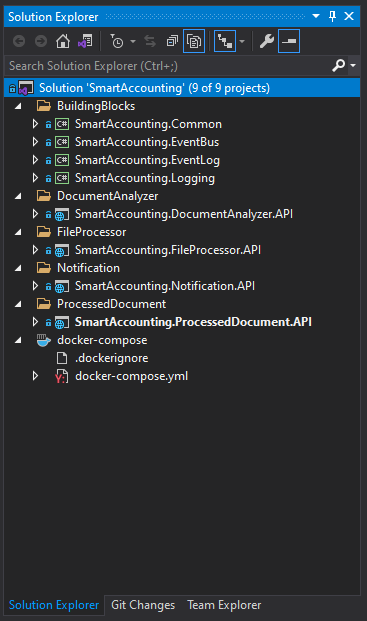 Solution Explorer
Search Solution Explorer (Ctrl+;)
Solution 'SmartAccounting' (9 of 9 projects)
BuildingBlocks
C# SmartAccounting.Common
C# SmartAccounting.EventBus
C# SmartAccounting.EventLog
C# SmartAccounting.Logging
DocumentAnalyzer
SmartAccounting.DocumentAnalyzer.API
FileProcessor
SmartAccounting.FileProcessor.API
Notification
SmartAccounting.Notification.API
ProcessedDocument
SmartAccounting.ProcessedDocument.API
docker-compose
.dockerignore
Y: docker-compose.yml
Solution Explorer Git Changes Team Explorer